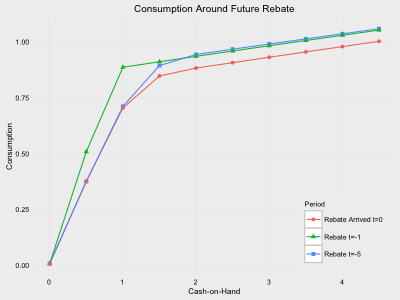 Consumption Around Future Rebate
Consumption
1.00
0.75
0.50
0.25
0.00
0 1 2 3 4
Cash-on-Hand
Period
Rebate Arrived t=0
Rebate t=-1
Rebate t=-5